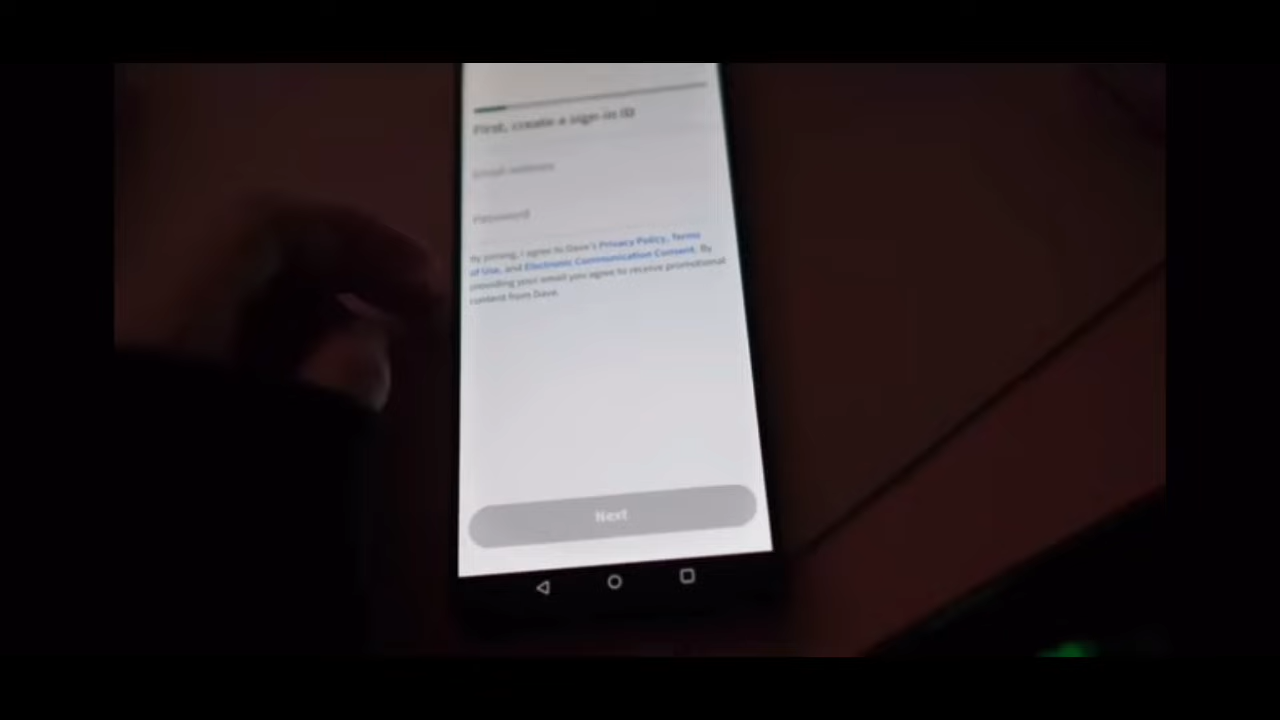 First, create a sign-in ID
Email Address
Password
By joining, I agree to Dave's Privacy Policy, Terms
of Use, and Electronic Communication Consent. By
providing your email you agree to receive promotional
content from Dave.
Next